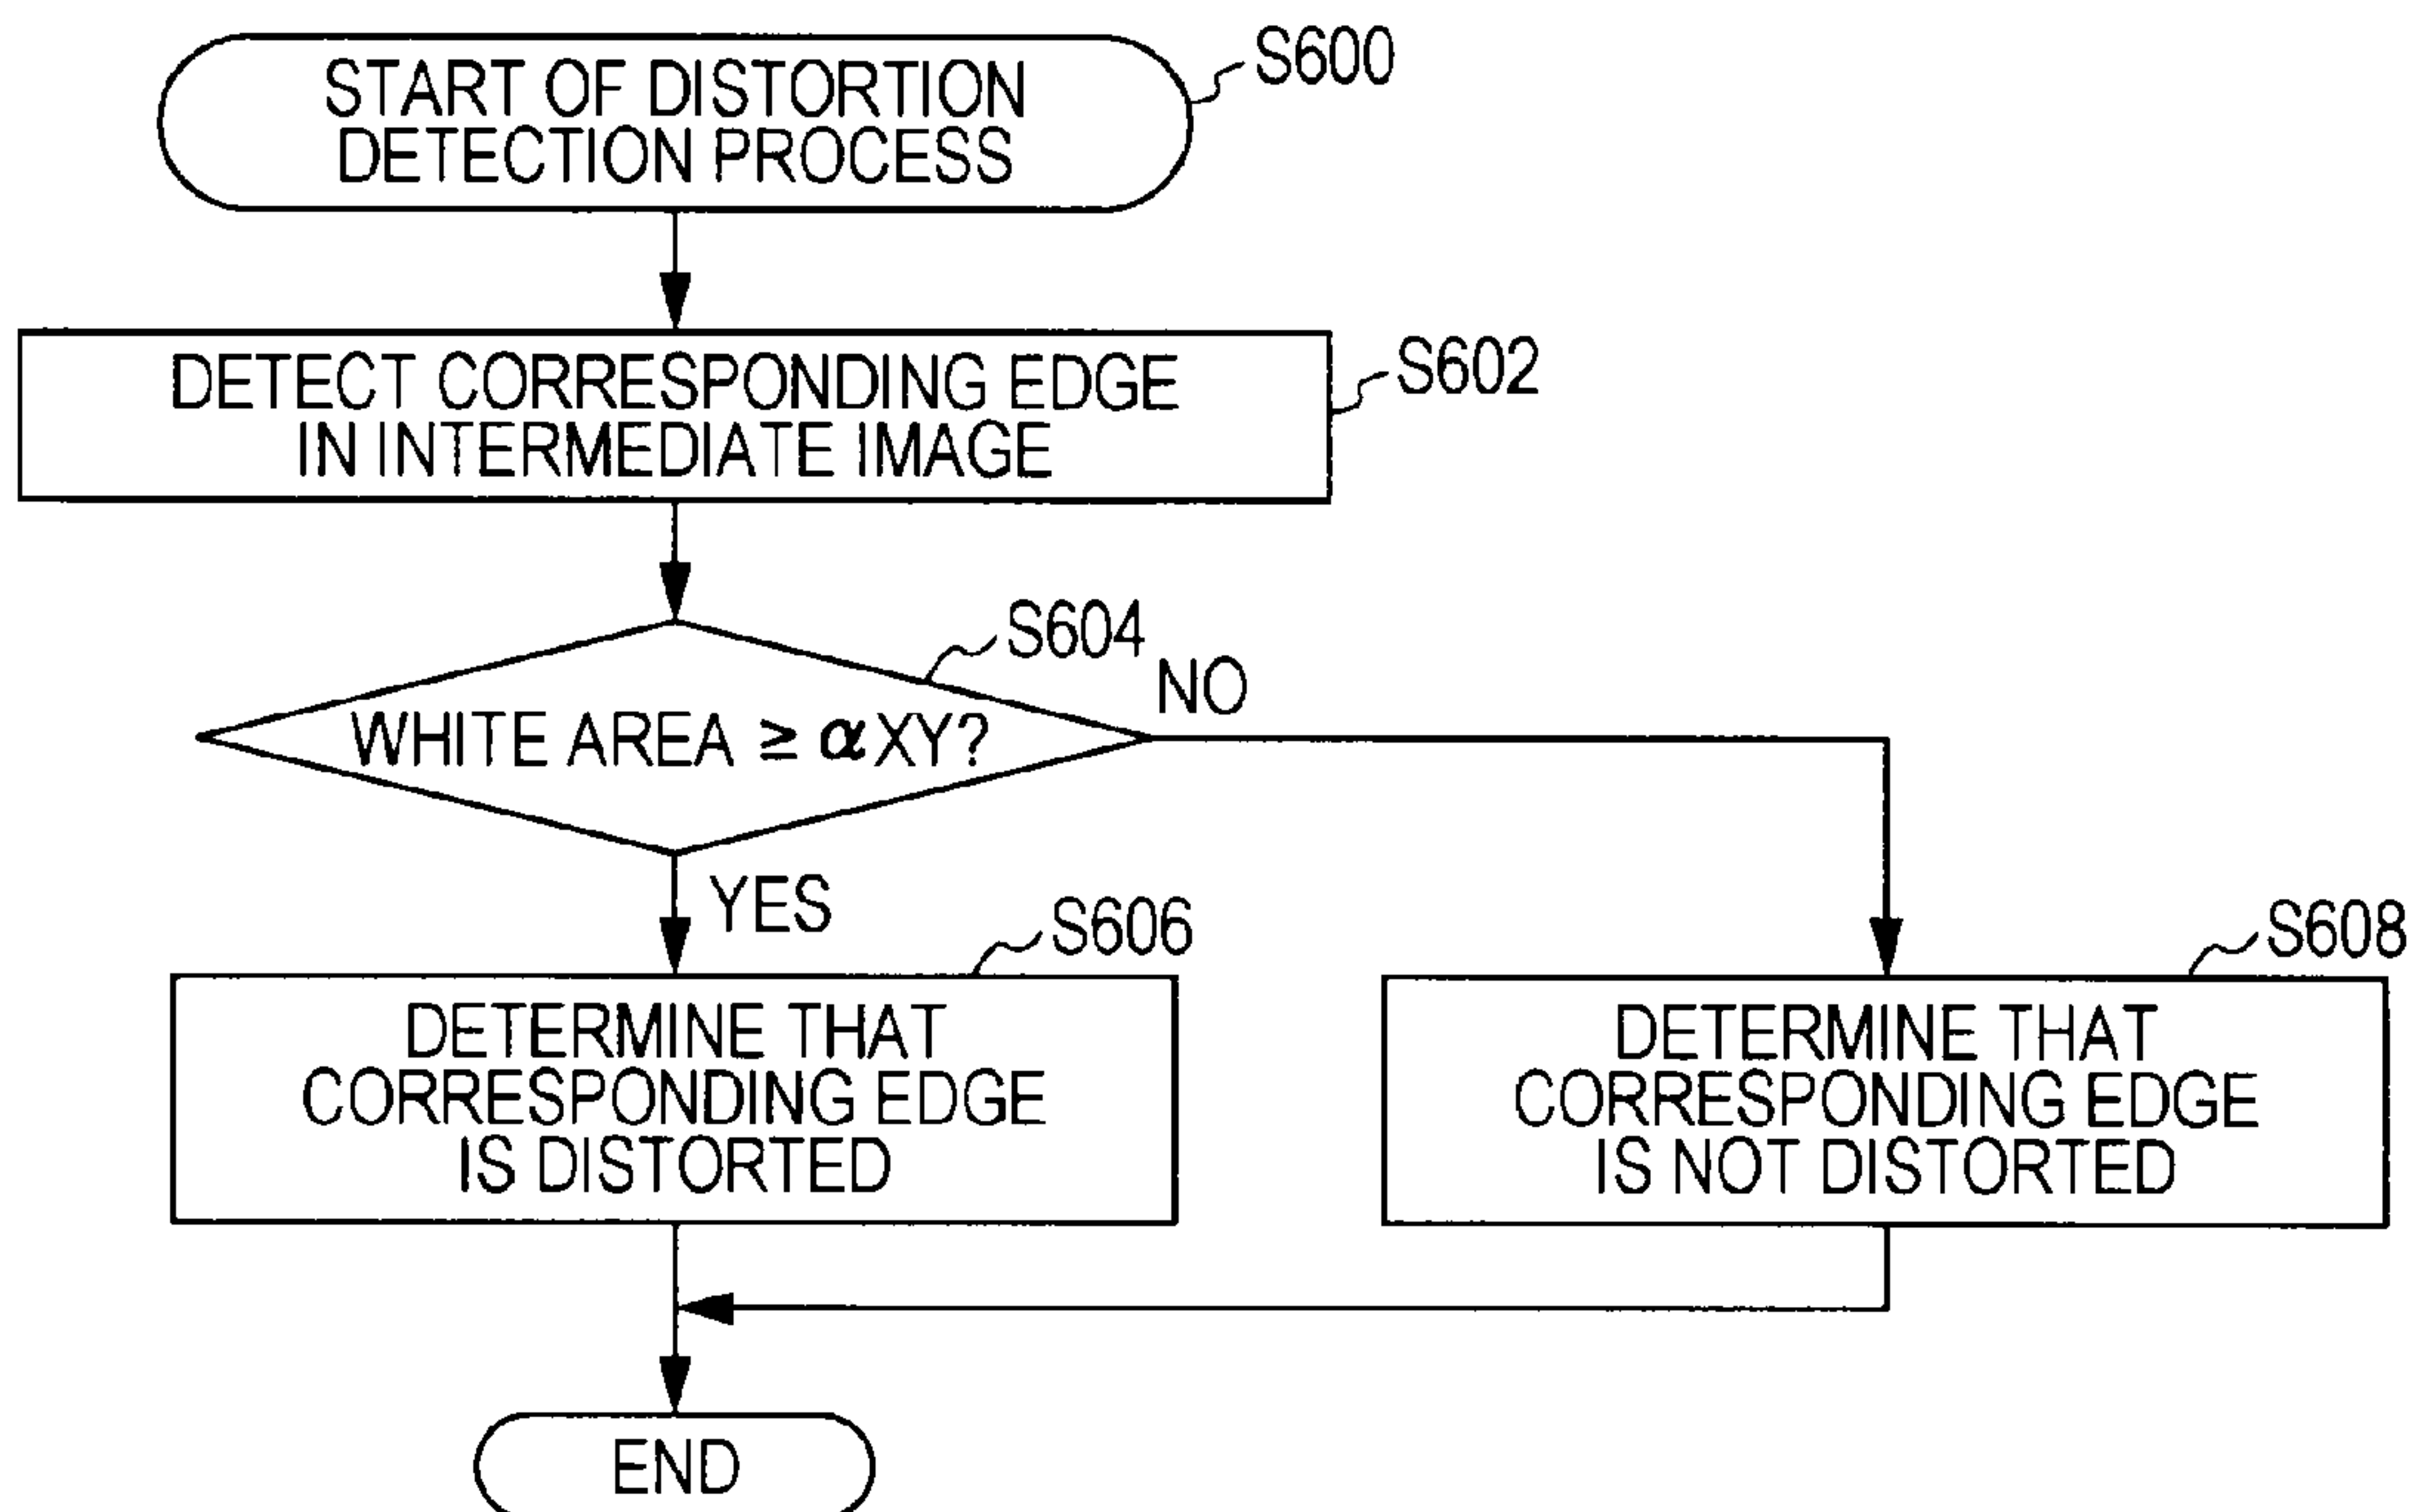 START OF DISTORTION
DETECTION PROCESS
S600
DETECT CORRESPONDING EDGE
IN INTERMEDIATE IMAGE
S602
S604
WHITE AREA ≥ αXY?
NO
YES
S606
DETERMINE THAT
CORRESPONDING EDGE
IS DISTORTED
S608
DETERMINE THAT
CORRESPONDING EDGE
IS NOT DISTORTED
END